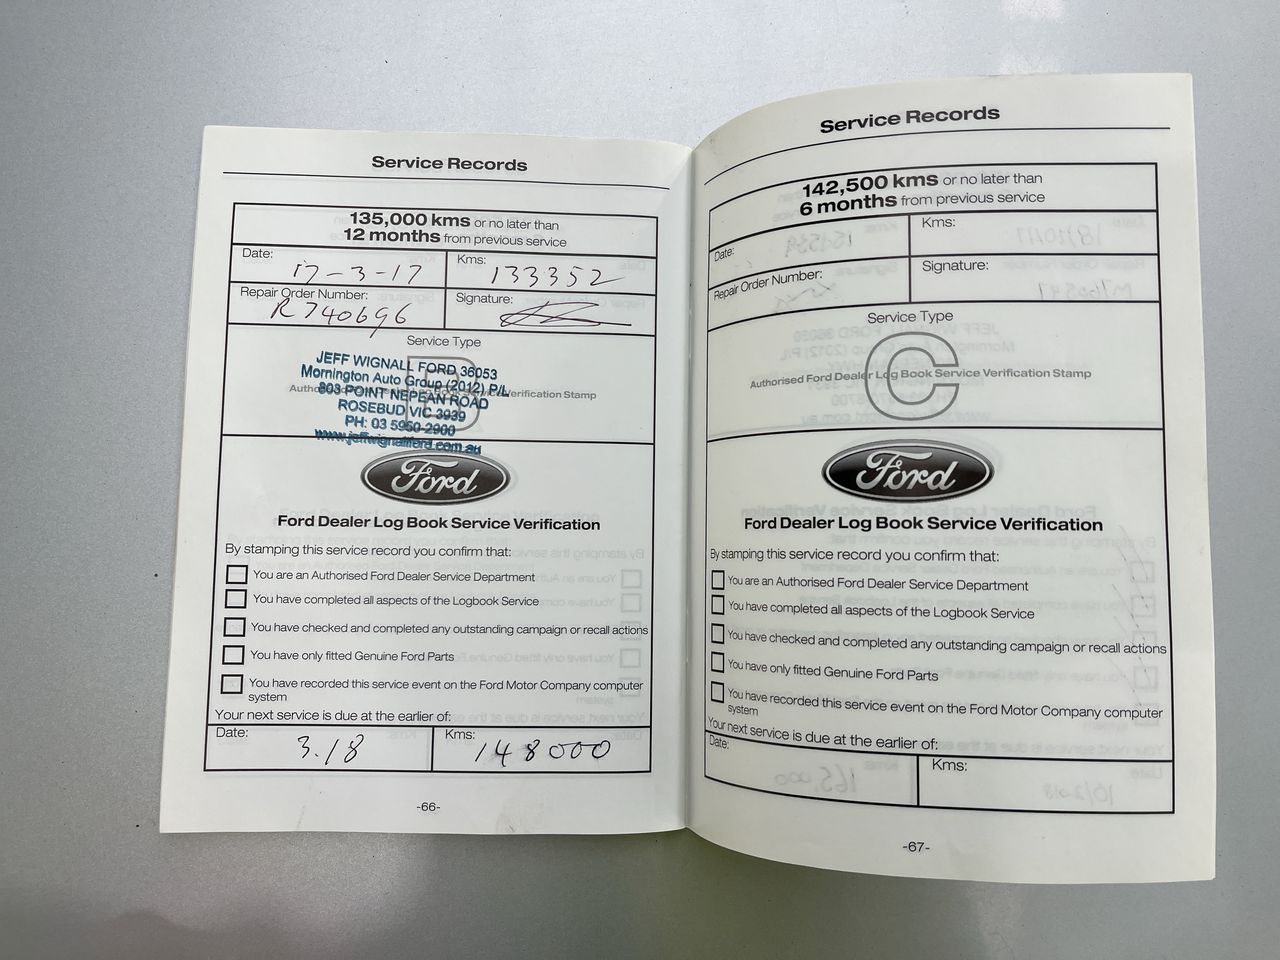 Service Records
135,000 kms or no later than
12 months from previous service
Date: 17-3-17 Kms: 133352
Repair Order Number: R740696 Signature:
Service Type
B
Authorised Ford Dealer Log Book Service Verification Stamp
JEFF WIGNALL FORD 36053
Mornington Auto Group (2012) P/L
803 POINT NEPEAN ROAD
ROSEBUD VIC 3939
PH: 03 5950-2900
www.jeffwignallford.com.au
Ford
Ford Dealer Log Book Service Verification
By stamping this service record you confirm that:
You are an Authorised Ford Dealer Service Department
You have completed all aspects of the Logbook Service
You have checked and completed any outstanding campaign or recall actions
You have only fitted Genuine Ford Parts
You have recorded this service event on the Ford Motor Company computer
system
Your next service is due at the earlier of:
Date: 3.18 Kms: 148000
-66-
Service Records
142,500 kms or no later than
6 months from previous service
Date: Kms:
Repair Order Number: Signature:
Service Type
C
Authorised Ford Dealer Log Book Service Verification Stamp
Ford
Ford Dealer Log Book Service Verification
By stamping this service record you confirm that:
You are an Authorised Ford Dealer Service Department
You have completed all aspects of the Logbook Service
You have checked and completed any outstanding campaign or recall actions
You have only fitted Genuine Ford Parts
You have recorded this service event on the Ford Motor Company computer
system
Your next service is due at the earlier of:
Date: Kms:
-67-